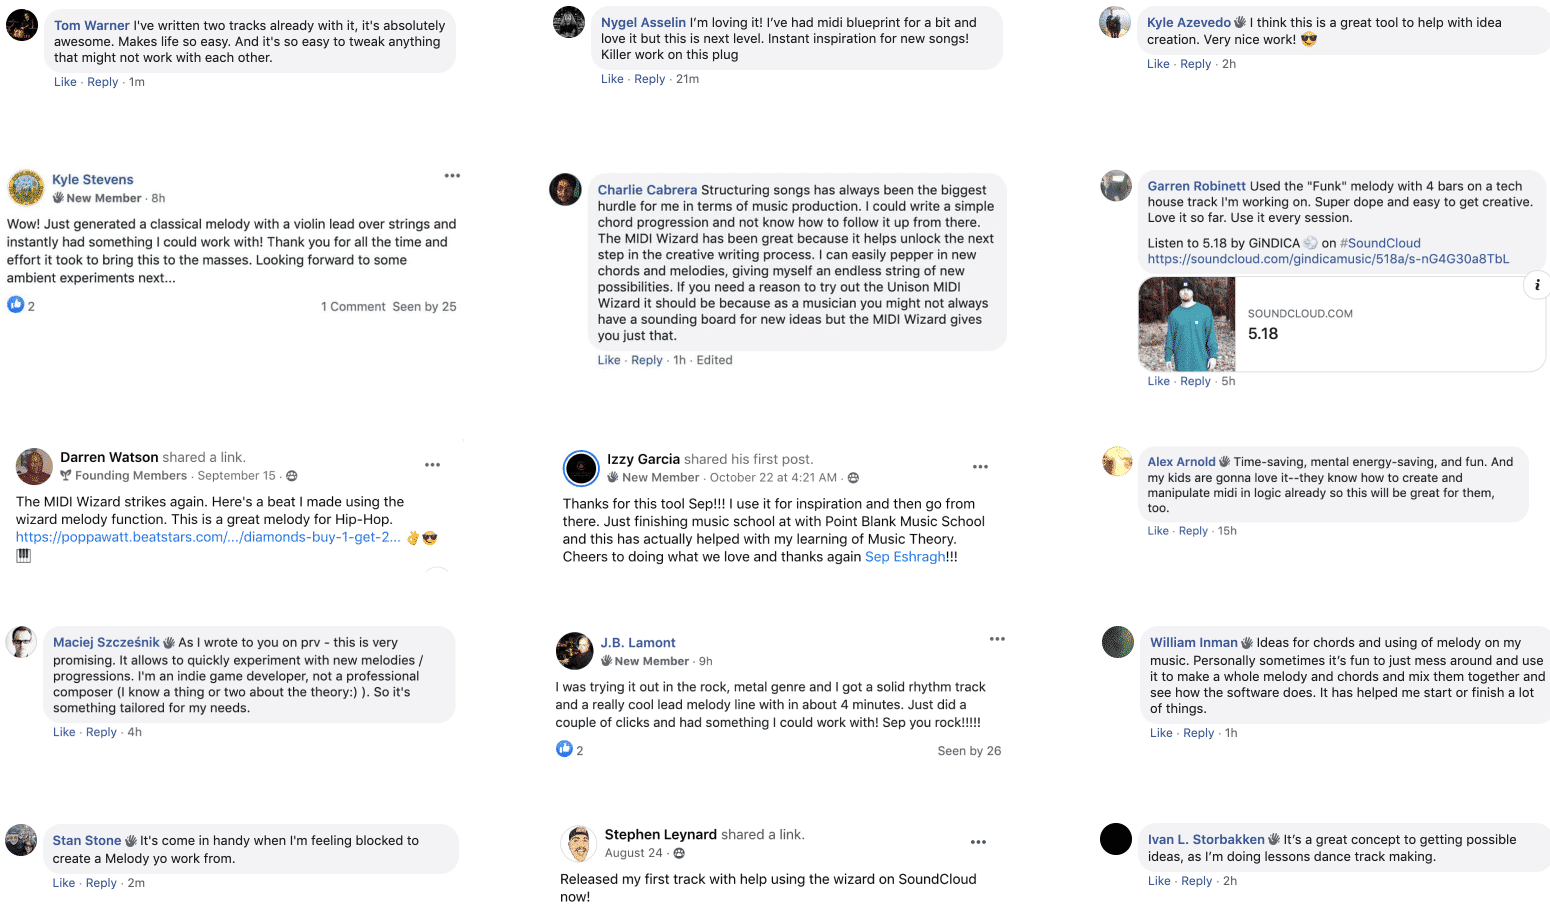 Tom Warner I've written two tracks already with it, it's absolutely
awesome. Makes life so easy. And it's so easy to tweak anything
that might not work with each other.
Like · Reply · 1m
Nygel Asselin I'm loving it! I've had midi blueprint for a bit and
love it but this is next level. Instant inspiration for new songs!
Killer work on this plug
Like · Reply · 21m
Kyle Azevedo I think this is a great tool to help with idea
creation. Very nice work! 😎
Like · Reply · 2h
Kyle Stevens
New Member · 8h
Wow! Just generated a classical melody with a violin lead over strings and
instantly had something I could work with! Thank you for all the time and
effort it took to bring this to the masses. Looking forward to some
ambient experiments next...
2
1 Comment Seen by 25
Charlie Cabrera Structuring songs has always been the biggest
hurdle for me in terms of music production. I could write a simple
chord progression and not know how to follow it up from there.
The MIDI Wizard has been great because it helps unlock the next
step in the creative writing process. I can easily pepper in new
chords and melodies, giving myself an endless string of new
possibilities. If you need a reason to try out the Unison MIDI
Wizard it should be because as a musician you might not always
have a sounding board for new ideas but the MIDI Wizard gives
you just that.
Like · Reply · 1h · Edited
Garren Robinett Used the "Funk" melody with 4 bars on a tech
house track I'm working on. Super dope and easy to get creative.
Love it so far. Use it every session.
Listen to 5.18 by GiNDICA 💨 on #SoundCloud
https://soundcloud.com/gindicamusic/518a/s-nG4G30a8TbL
SOUNDCLOUD.COM
5.18
Like · Reply · 5h
Darren Watson shared a link.
Founding Members · September 15 ·
The MIDI Wizard strikes again. Here's a beat I made using the
wizard melody function. This is a great melody for Hip-Hop.
https://poppawatt.beatstars.com/.../diamonds-buy-1-get-2... ✌😎
🎹
Izzy Garcia shared his first post.
New Member · October 22 at 4:21 AM ·
Thanks for this tool Sep!!! I use it for inspiration and then go from
there. Just finishing music school at with Point Blank Music School
and this has actually helped with my learning of Music Theory.
Cheers to doing what we love and thanks again Sep Eshragh!!!
Alex Arnold Time-saving, mental energy-saving, and fun. And
my kids are gonna love it--they know how to create and
manipulate midi in logic already so this will be great for them,
too.
Like · Reply · 15h
Maciej Szcześnik As I wrote to you on prv - this is very
promising. It allows to quickly experiment with new melodies /
progressions. I'm an indie game developer, not a professional
composer (I know a thing or two about the theory:) ). So it's
something tailored for my needs.
Like · Reply · 4h
J.B. Lamont
New Member · 9h
I was trying it out in the rock, metal genre and I got a solid rhythm track
and a really cool lead melody line with in about 4 minutes. Just did a
couple of clicks and had something I could work with! Sep you rock!!!!!
2
Seen by 26
William Inman Ideas for chords and using of melody on my
music. Personally sometimes it's fun to just mess around and use
it to make a whole melody and chords and mix them together and
see how the software does. It has helped me start or finish a lot
of things.
Like · Reply · 1h
Stan Stone It's come in handy when I'm feeling blocked to
create a Melody yo work from.
Like · Reply · 2m
Stephen Leynard shared a link.
August 24 ·
Released my first track with help using the wizard on SoundCloud
now!
Ivan L. Storbakken It's a great concept to getting possible
ideas, as I'm doing lessons dance track making.
Like · Reply · 2h